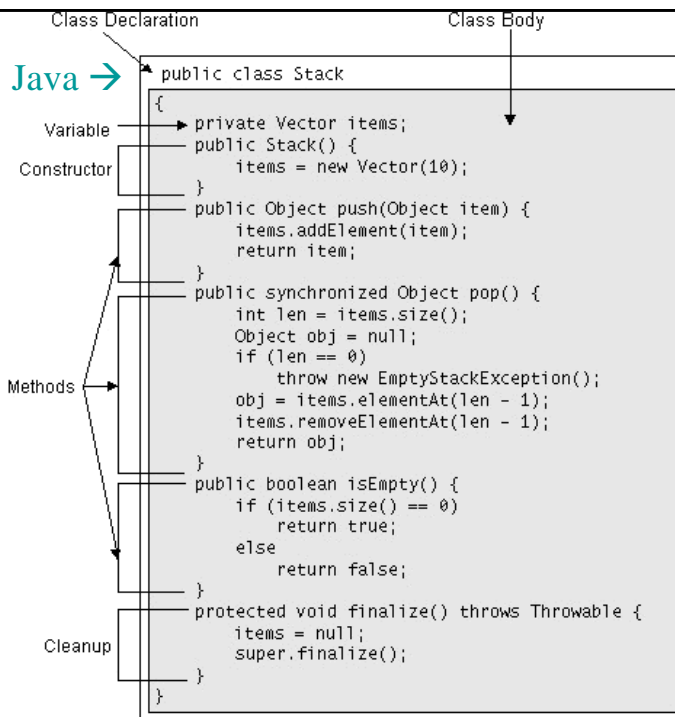 Class Declaration
Class Body
Java →
public class Stack
{
Variable
private Vector items;
Constructor
public Stack() {
items = new Vector(10);
}
Methods
public Object push(Object item) {
items.addElement(item);
return item;
}
public synchronized Object pop() {
int len = items.size();
Object obj = null;
if (len == 0)
throw new EmptyStackException();
obj = items.elementAt(len - 1);
items.removeElementAt(len - 1);
return obj;
}
public boolean isEmpty() {
if (items.size() == 0)
return true;
else
return false;
}
Cleanup
protected void finalize() throws Throwable {
items = null;
super.finalize();
}
}